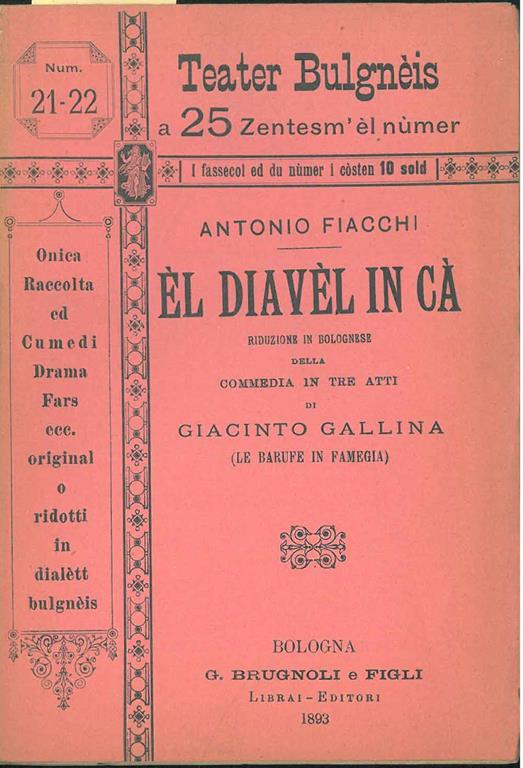 Num.
21-22
Teater Bulgnèis
a 25 Zentesm' èl nùmer
I fassecol ed du nùmer i còsten 10 sold
Onica
Raccolta
ed
Cumedi
Drama
Fars
ecc.
original
o
ridotti
in
dialètt
bulgnèis
ANTONIO FIACCHI
ÈL DIAVÈL IN CÀ
RIDUZIONE IN BOLOGNESE
DELLA
COMMEDIA IN TRE ATTI
DI
GIACINTO GALLINA
(LE BARUFE IN FAMEGIA)
BOLOGNA
G. BRUGNOLI e FIGLI
LIBRAI-EDITORI
1893